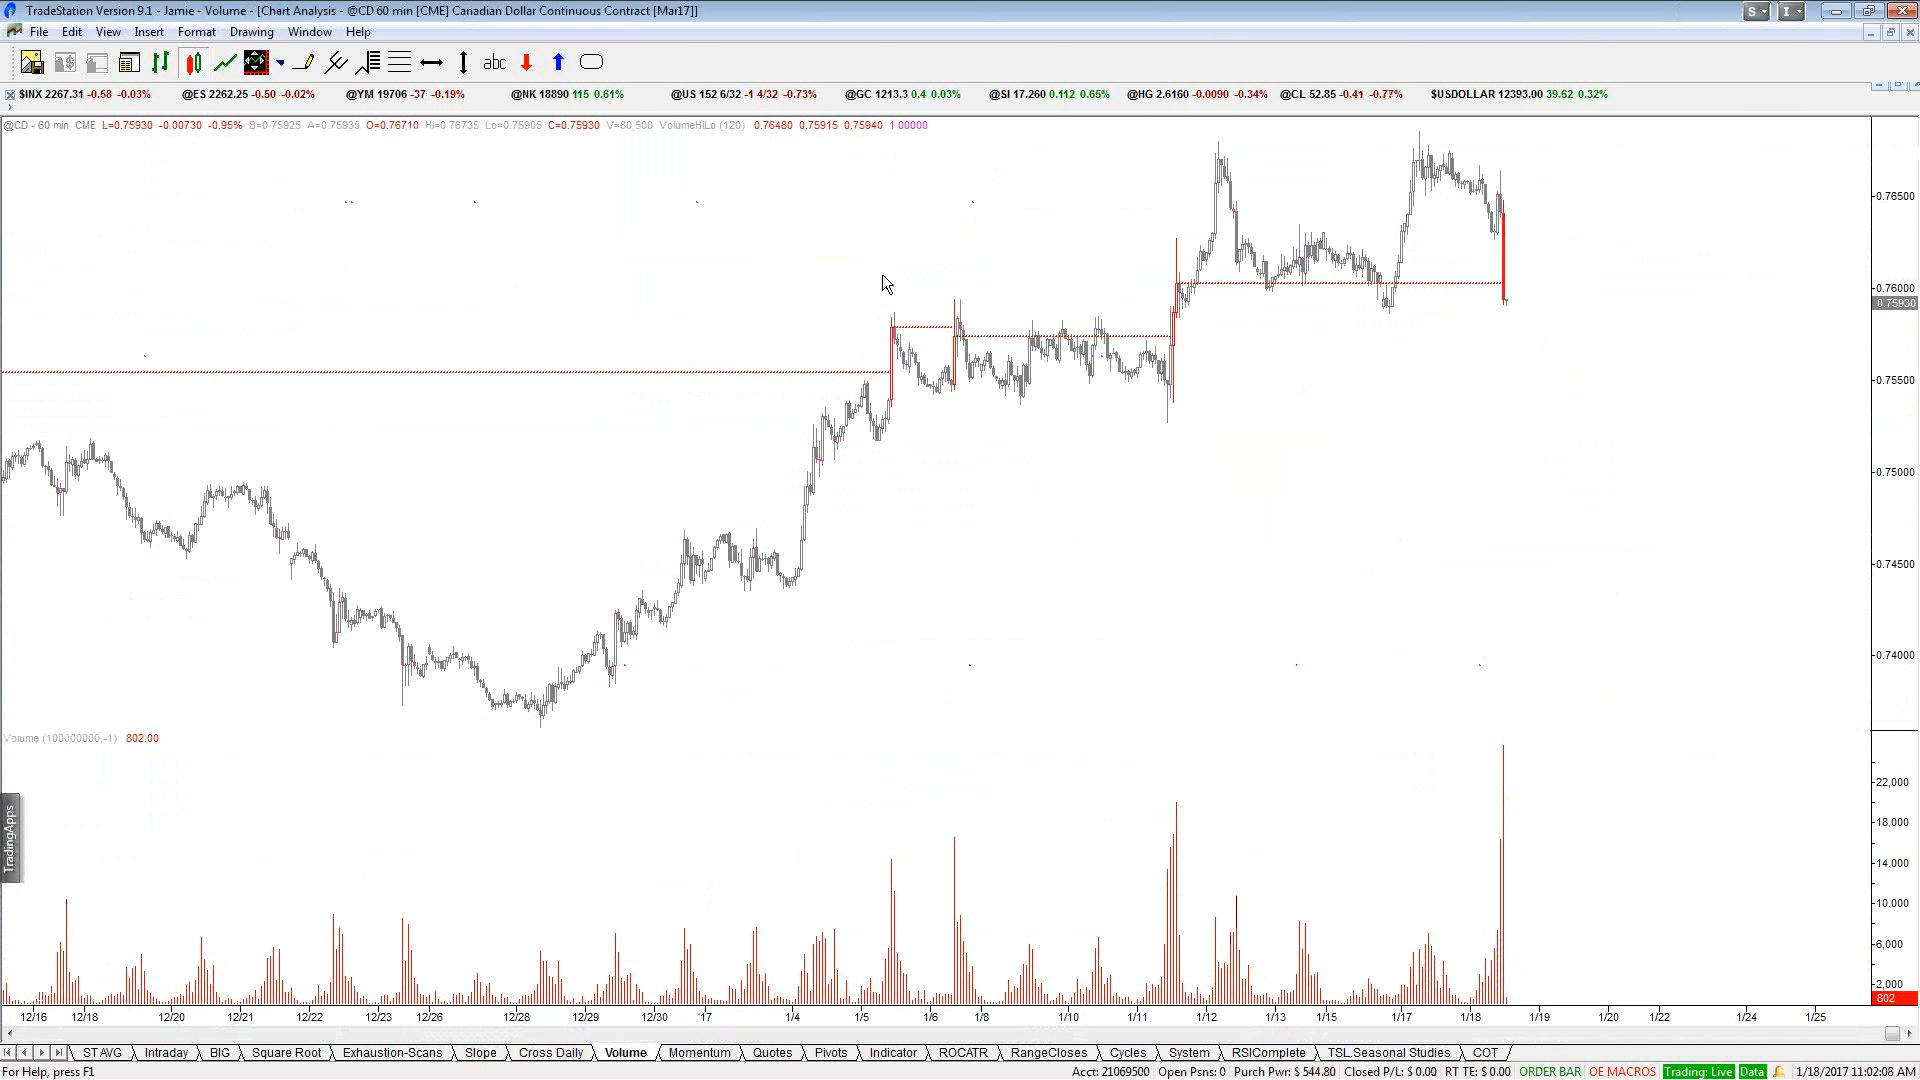 TradeStation Version 9.1 - Jamie - Volume - [Chart Analysis - @CD 60 min [CME] Canadian Dollar Continuous Contract [Mar17]]
S I
File Edit View Insert Format Drawing Window Help
abc
$INX 2267.31 -0.58 -0.03% @ES 2262.25 -0.50 -0.02% @YM 19706 -37 -0.19% @NK 18890 115 0.61% @US 152 6/32 -1 4/32 -0.73% @GC 1213.3 0.4 0.03% @SI 17.260 0.112 0.65% @HG 2.6160 -0.0090 -0.34% @CL 52.85 -0.41 -0.77% $USDOLLAR 12393.00 39.62 0.32%
@CD - 60 min CME L=0.75930 -0.00730 -0.95% B=0.75925 A=0.75935 O=0.76710 Hi=0.76735 Lo=0.75905 C=0.75930 V=80,500 VolumeHiLo (120) 0.76480 0.75915 0.75940 1.00000
0.76500
0.76000
0.75930
0.75500
0.75000
0.74500
0.74000
Volume (100000000,-1) 802.00
22,000
18,000
14,000
10,000
6,000
2,000
802
TradingApps
12/16 12/18 12/20 12/21 12/22 12/23 12/26 12/28 12/29 12/30 '17 1/4 1/5 1/6 1/8 1/10 1/11 1/12 1/13 1/15 1/17 1/18 1/19 1/20 1/22 1/24 1/25
ST AVG Intraday BIG Square Root Exhaustion-Scans Slope Cross Daily Volume Momentum Quotes Pivots Indicator ROCATR RangeCloses Cycles System RSIComplete TSL.Seasonal Studies COT
For Help, press F1 Acct: 21069500 Open Psns: 0 Purch Pwr: $ 544.80 Closed P/L: $ 0.00 RT TE: $ 0.00 ORDER BAR OE MACROS Trading: Live Data 1/18/2017 11:02:08 AM